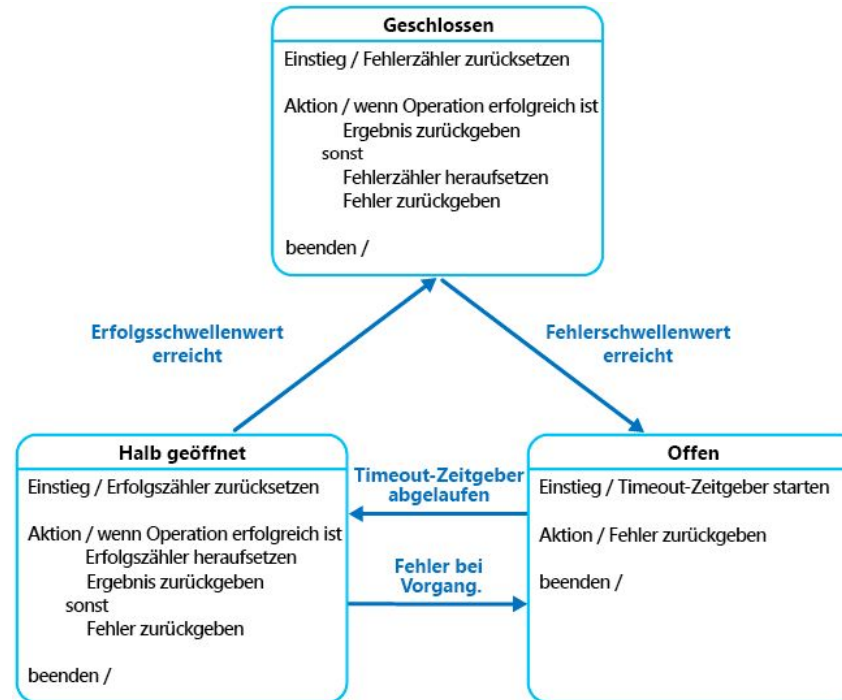 Geschlossen
Einstieg / Fehlerzähler zurücksetzen
Aktion / wenn Operation erfolgreich ist
Ergebnis zurückgeben
sonst
Fehlerzähler heraufsetzen
Fehler zurückgeben
beenden /
Erfolgsschwellenwert
erreicht
Fehlerschwellenwert
erreicht
Halb geöffnet
Einstieg / Erfolgszähler zurücksetzen
Aktion / wenn Operation erfolgreich ist
Erfolgszähler heraufsetzen
Ergebnis zurückgeben
sonst
Fehler zurückgeben
beenden /
Timeout-Zeitgeber
abgelaufen
Fehler bei
Vorgang.
Offen
Einstieg / Timeout-Zeitgeber starten
Aktion / Fehler zurückgeben
beenden /